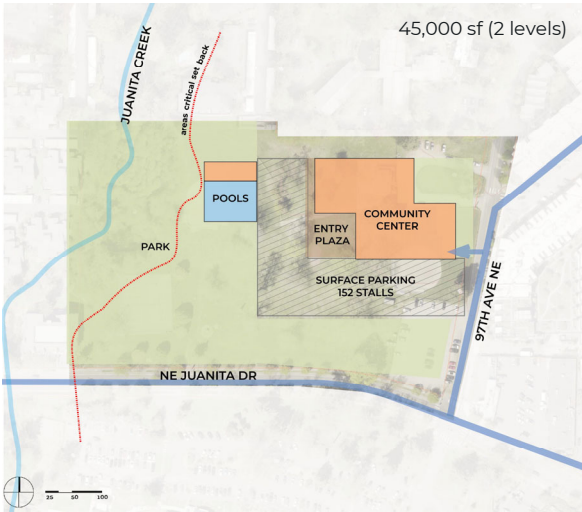 45,000 sf (2 levels)
JUANITA CREEK
areas critical set back
POOLS
COMMUNITY
CENTER
ENTRY
PLAZA
PARK
SURFACE PARKING
152 STALLS
97TH AVE NE
NE JUANITA DR
25 50 100